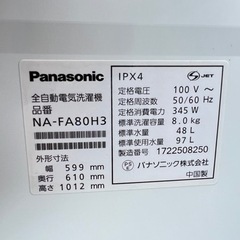 Panasonic
全自動電気洗濯機
NA-FA80H3
外形寸法
幅 599 mm
奥行 610 mm
高さ 1012 mm
IPX4
JET
定格電圧 100 V～
定格周波数 50/60 Hz
定格消費電力 345 W
標準洗濯容量 8.0kg
標準水量 48 L
標準使用水量 97 L
製造番号 1722508250
パナソニック株式会社
中国製